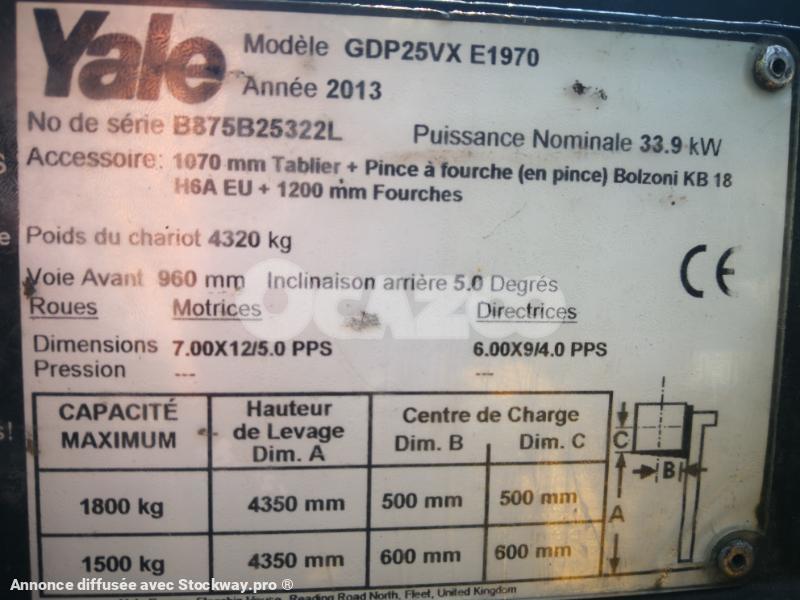 Yale
Modèle GDP25VX E1970
Année 2013
No de série B875B25322L
Puissance Nominale 33.9 kW
Accessoire: 1070 mm Tablier + Pince à fourche (en pince) Bolzoni KB 18
H6A EU + 1200 mm Fourches
Poids du chariot 4320 kg
Voie Avant 960 mm Inclinaison arrière 5.0 Degrés
OCAZOO
Roues Motrices Directrices
Dimensions 7.00X12/5.0 PPS 6.00X9/4.0 PPS
Pression --- ---
CAPACITÉ MAXIMUM
Hauteur de Levage Dim. A
Centre de Charge
Dim. B Dim. C
1800 kg 4350 mm 500 mm 500 mm
1500 kg 4350 mm 600 mm 600 mm
C
B
A
CE
Annonce diffusée avec Stockway.pro ®
House, Reading Road North, Fleet, United Kingdom